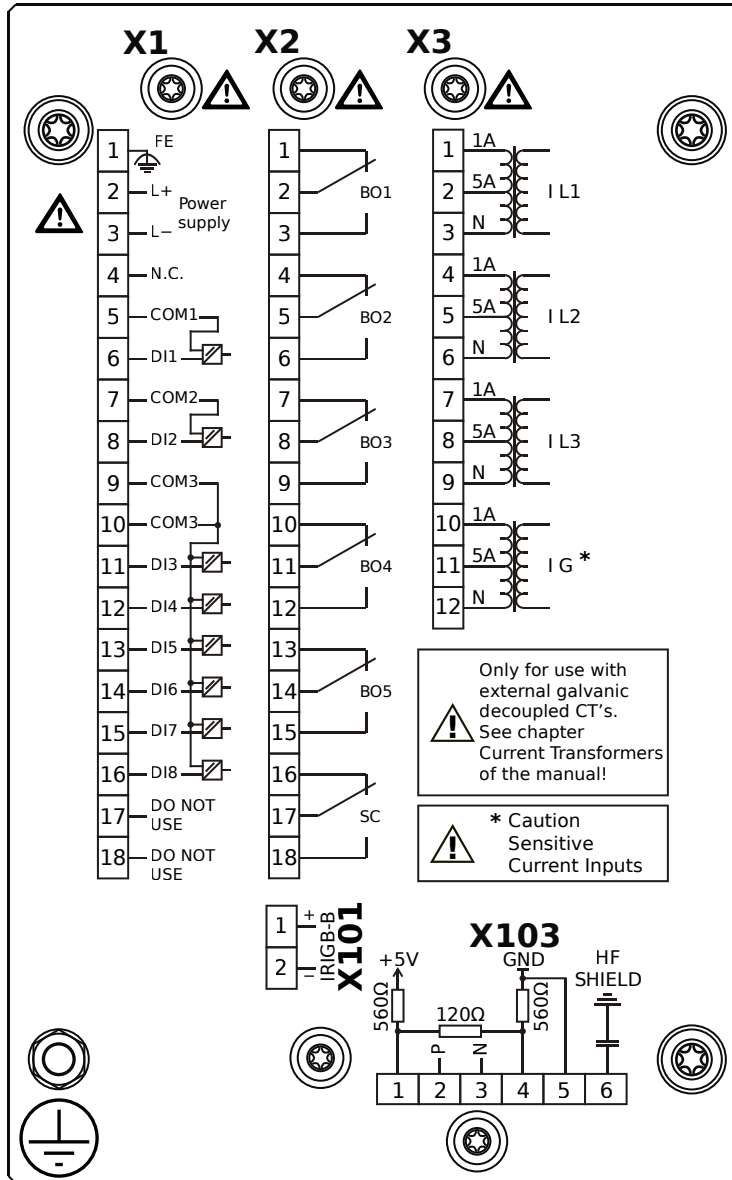 X1 X2 X3
1 FE
2 L+
Power
supply
3 L−
4 N.C.
5 COM1
6 DI1
7 COM2
8 DI2
9 COM3
10 COM3
11 DI3
12 DI4
13 DI5
14 DI6
15 DI7
16 DI8
17 DO NOT
USE
18 DO NOT
USE
1
2 BO1
3
4
5 BO2
6
7
8 BO3
9
10
11 BO4
12
13
14 BO5
15
16
17 SC
18
1 1A
2 5A I L1
3 N
4 1A
5 5A I L2
6 N
7 1A
8 5A I L3
9 N
10 1A
11 5A I G *
12 N
!
!
!
!
! Only for use with
external galvanic
decoupled CT's.
See chapter
Current Transformers
of the manual!
! * Caution
Sensitive
Current Inputs
1 +
2 −
IRIGB-B
X101
X103
+5V GND HF
SHIELD
560Ω 120Ω 560Ω
P N
1 2 3 4 5 6